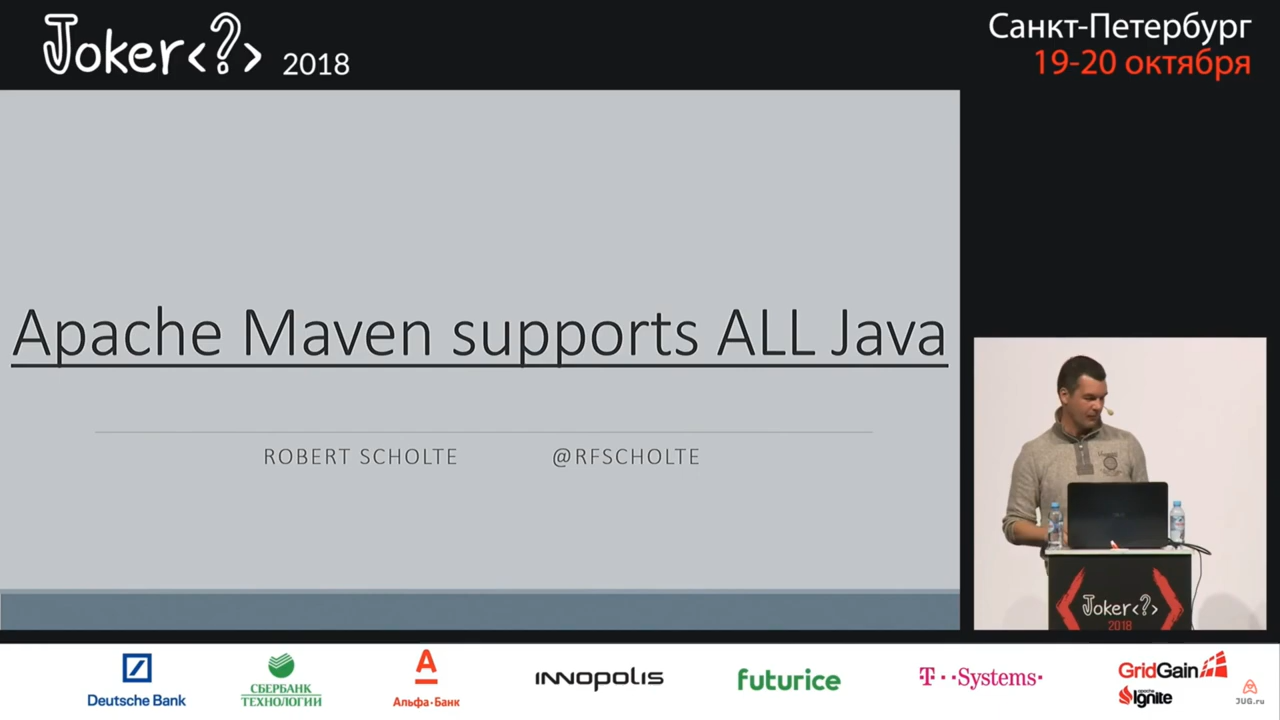 Joker<?> 2018
Санкт-Петербург
19-20 октября
Apache Maven supports ALL Java
ROBERT SCHOLTE @RFSCHOLTE
Joker<?>
2018
Deutsche Bank
СБЕРБАНК
ТЕХНОЛОГИИ
А
Альфа·Банк
innopolis
futurice
T··Systems·
GridGain
Ignite
JUG.ru